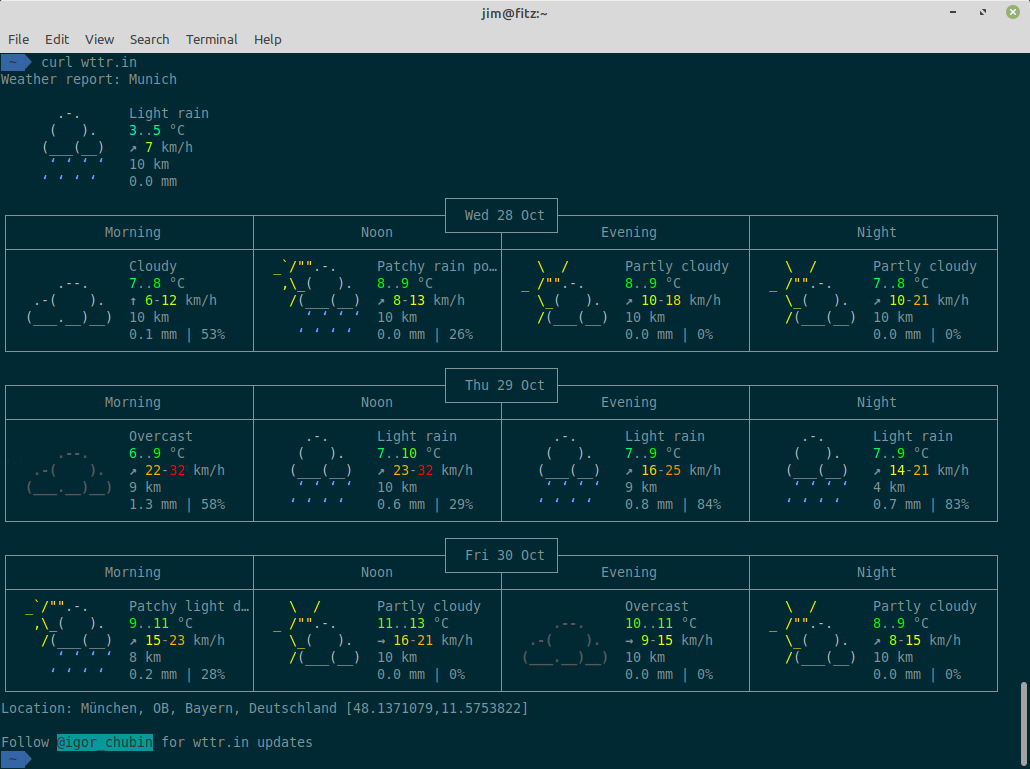 jim@fitz:~
File Edit View Search Terminal Help
~ curl wttr.in
Weather report: Munich
Light rain
3..5 °C
↗ 7 km/h
10 km
0.0 mm
Wed 28 Oct
Morning Noon Evening Night
Cloudy Patchy rain po… Partly cloudy Partly cloudy
7..8 °C 8..9 °C 8..9 °C 7..8 °C
↑ 6-12 km/h ↗ 8-13 km/h ↗ 10-18 km/h ↗ 10-21 km/h
10 km 10 km 10 km 10 km
0.1 mm | 53% 0.0 mm | 26% 0.0 mm | 0% 0.0 mm | 0%
Thu 29 Oct
Morning Noon Evening Night
Overcast Light rain Light rain Light rain
6..9 °C 7..10 °C 7..9 °C 7..9 °C
↗ 22-32 km/h ↗ 23-32 km/h ↗ 16-25 km/h ↗ 14-21 km/h
9 km 10 km 9 km 4 km
1.3 mm | 58% 0.6 mm | 29% 0.8 mm | 84% 0.7 mm | 83%
Fri 30 Oct
Morning Noon Evening Night
Patchy light d… Partly cloudy Overcast Partly cloudy
9..11 °C 11..13 °C 10..11 °C 8..9 °C
↗ 15-23 km/h → 16-21 km/h → 9-15 km/h ↗ 8-15 km/h
8 km 10 km 10 km 10 km
0.2 mm | 28% 0.0 mm | 0% 0.0 mm | 0% 0.0 mm | 0%
Location: München, OB, Bayern, Deutschland [48.1371079,11.5753822]
Follow @igor_chubin for wttr.in updates
~